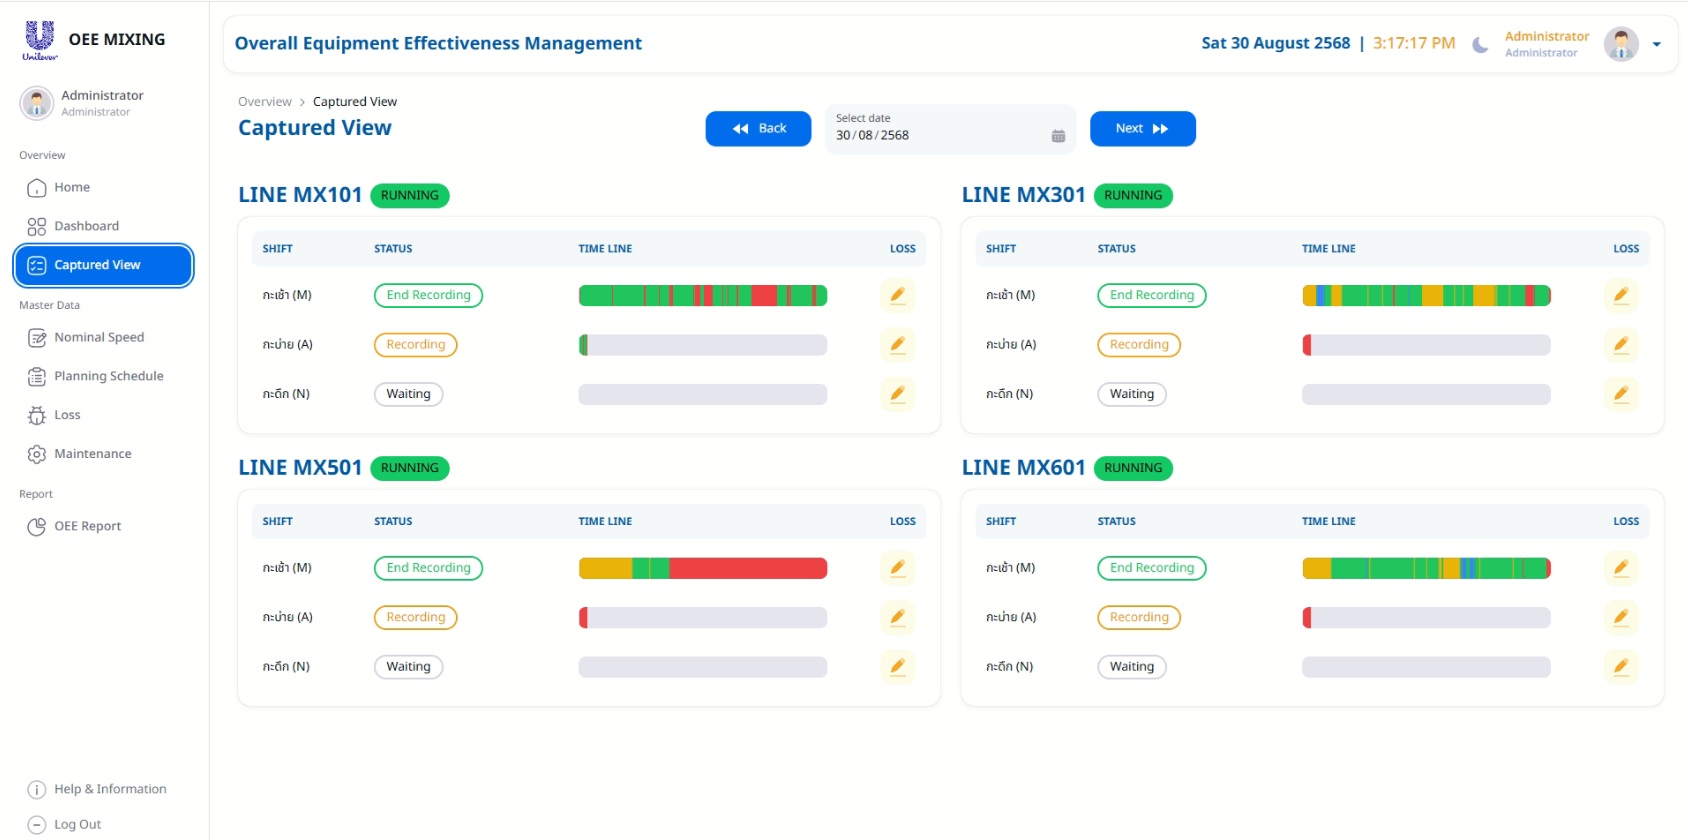 Unilever
OEE MIXING
Administrator
Administrator
Overview
Home
Dashboard
Captured View
Master Data
Nominal Speed
Planning Schedule
Loss
Maintenance
Report
OEE Report
Help & Information
Log Out
Overall Equipment Effectiveness Management
Sat 30 August 2568 | 3:17:17 PM
Administrator
Administrator
Overview > Captured View
Captured View
Back
Select date
30/08/2568
Next
LINE MX101 RUNNING
SHIFT STATUS TIME LINE LOSS
กะเช้า (M) End Recording
กะบ่าย (A) Recording
กะดึก (N) Waiting
LINE MX301 RUNNING
SHIFT STATUS TIME LINE LOSS
กะเช้า (M) End Recording
กะบ่าย (A) Recording
กะดึก (N) Waiting
LINE MX501 RUNNING
SHIFT STATUS TIME LINE LOSS
กะเช้า (M) End Recording
กะบ่าย (A) Recording
กะดึก (N) Waiting
LINE MX601 RUNNING
SHIFT STATUS TIME LINE LOSS
กะเช้า (M) End Recording
กะบ่าย (A) Recording
กะดึก (N) Waiting